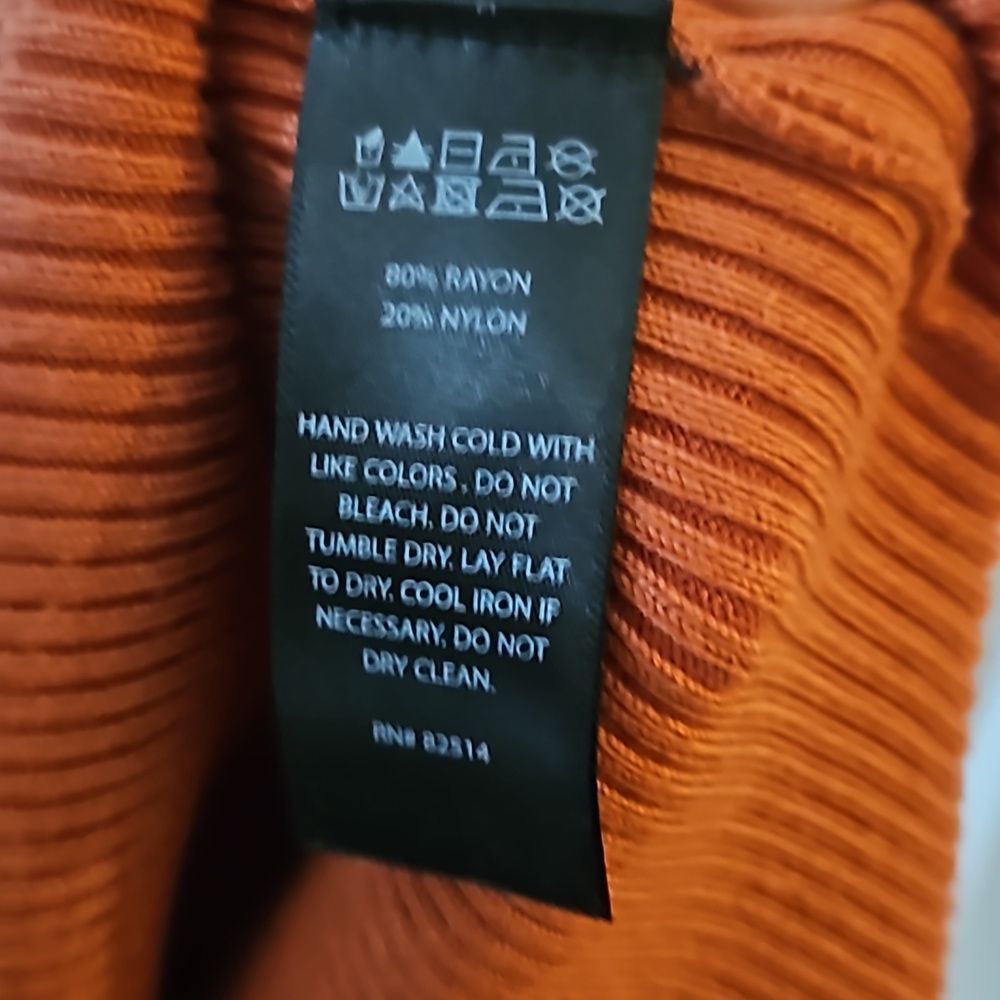 80% RAYON
20% NYLON
HAND WASH COLD WITH
LIKE COLORS, DO NOT
BLEACH. DO NOT
TUMBLE DRY. LAY FLAT
TO DRY. COOL IRON IF
NECESSARY. DO NOT
DRY CLEAN.
RN# 82514